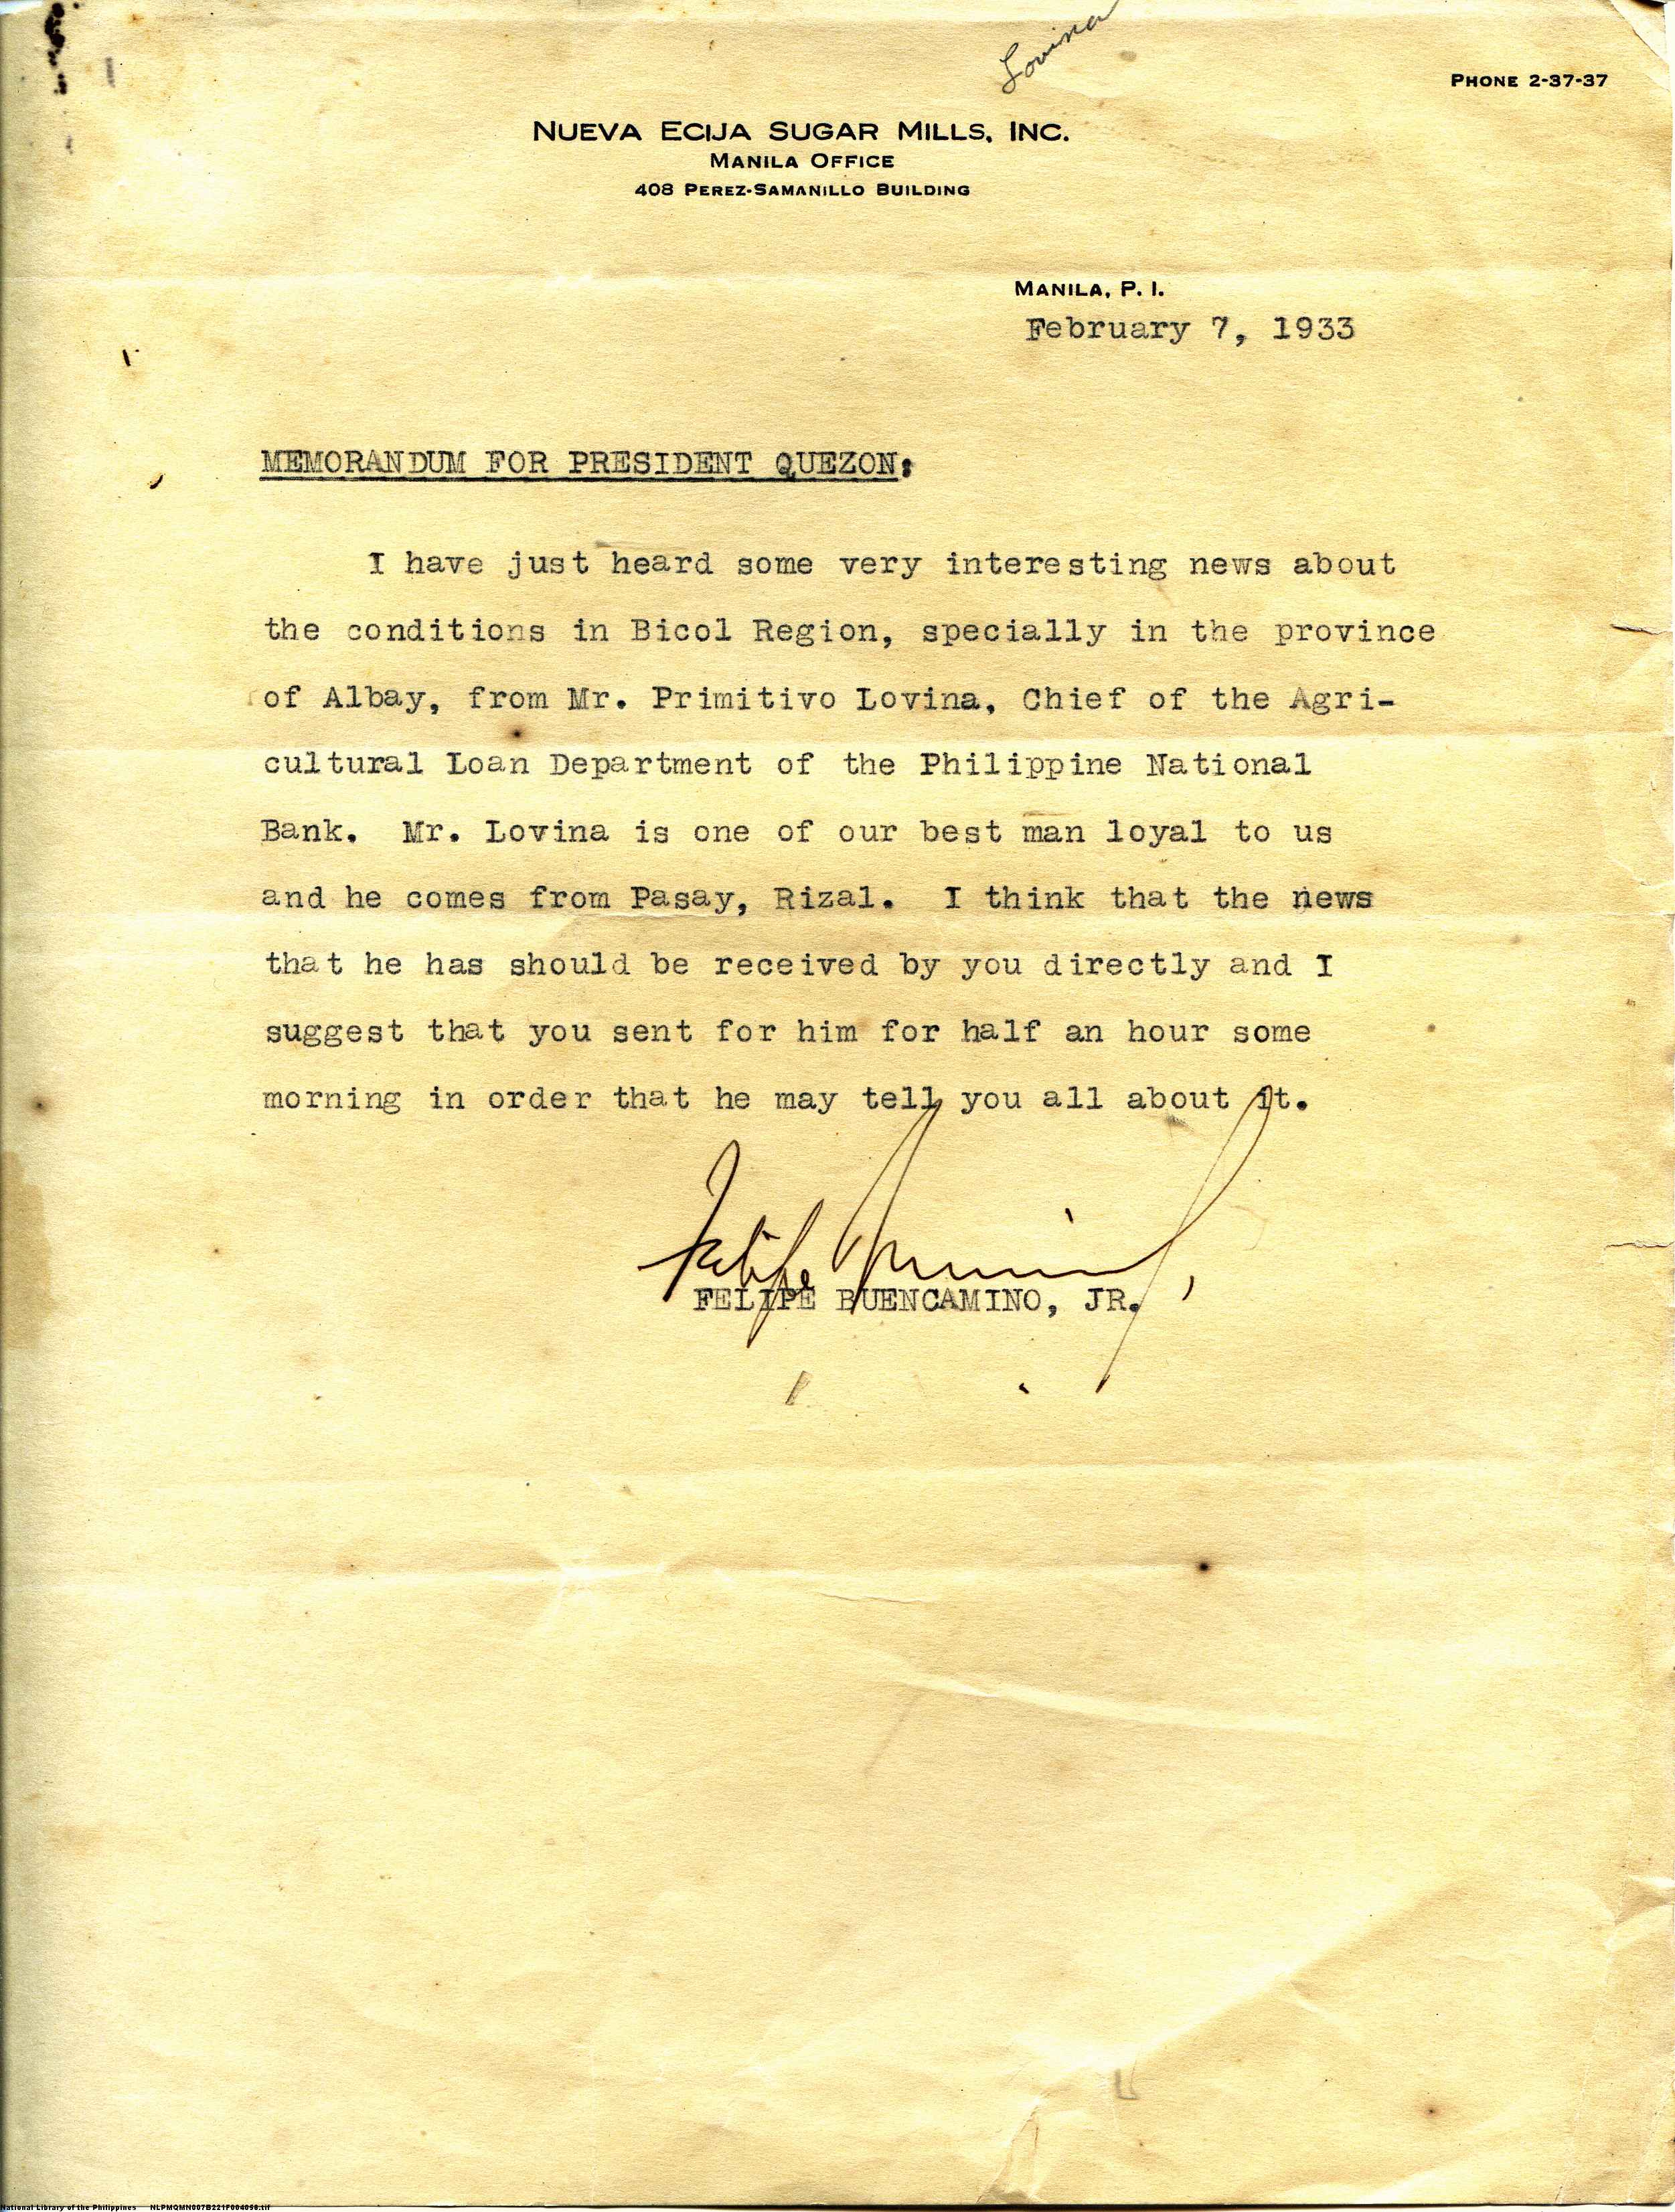 Lovina
PHONE 2-37-37
NUEVA ECIJA SUGAR MILLS, INC.
MANILA OFFICE
408 PEREZ-SAMANILLO BUILDING
MANILA, P. I.
February 7, 1933
MEMORANDUM FOR PRESIDENT QUEZON:
I have just heard some very interesting news about
the conditions in Bicol Region, specially in the province
of Albay, from Mr. Primitivo Lovina, Chief of the Agri-
cultural Loan Department of the Philippine National
Bank. Mr. Lovina is one of our best man loyal to us
and he comes from Pasay, Rizal. I think that the news
that he has should be received by you directly and I
suggest that you sent for him for half an hour some
morning in order that he may tell you all about it.
FELIPE BUENCAMINO, JR.
National Library of the Philippines